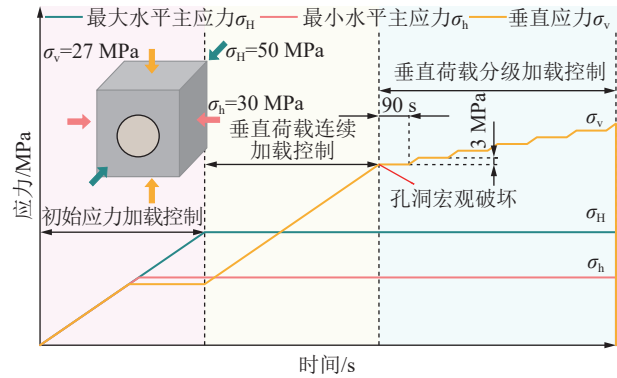 最大水平主应力σH 最小水平主应力σh 垂直应力σv
σv=27 MPa
σH=50 MPa
σh=30 MPa
垂直荷载分级加载控制
90 s
3 MPa
σv
垂直荷载连续
加载控制
孔洞宏观破坏
初始应力加载控制
σH
σh
应力/MPa
时间/s